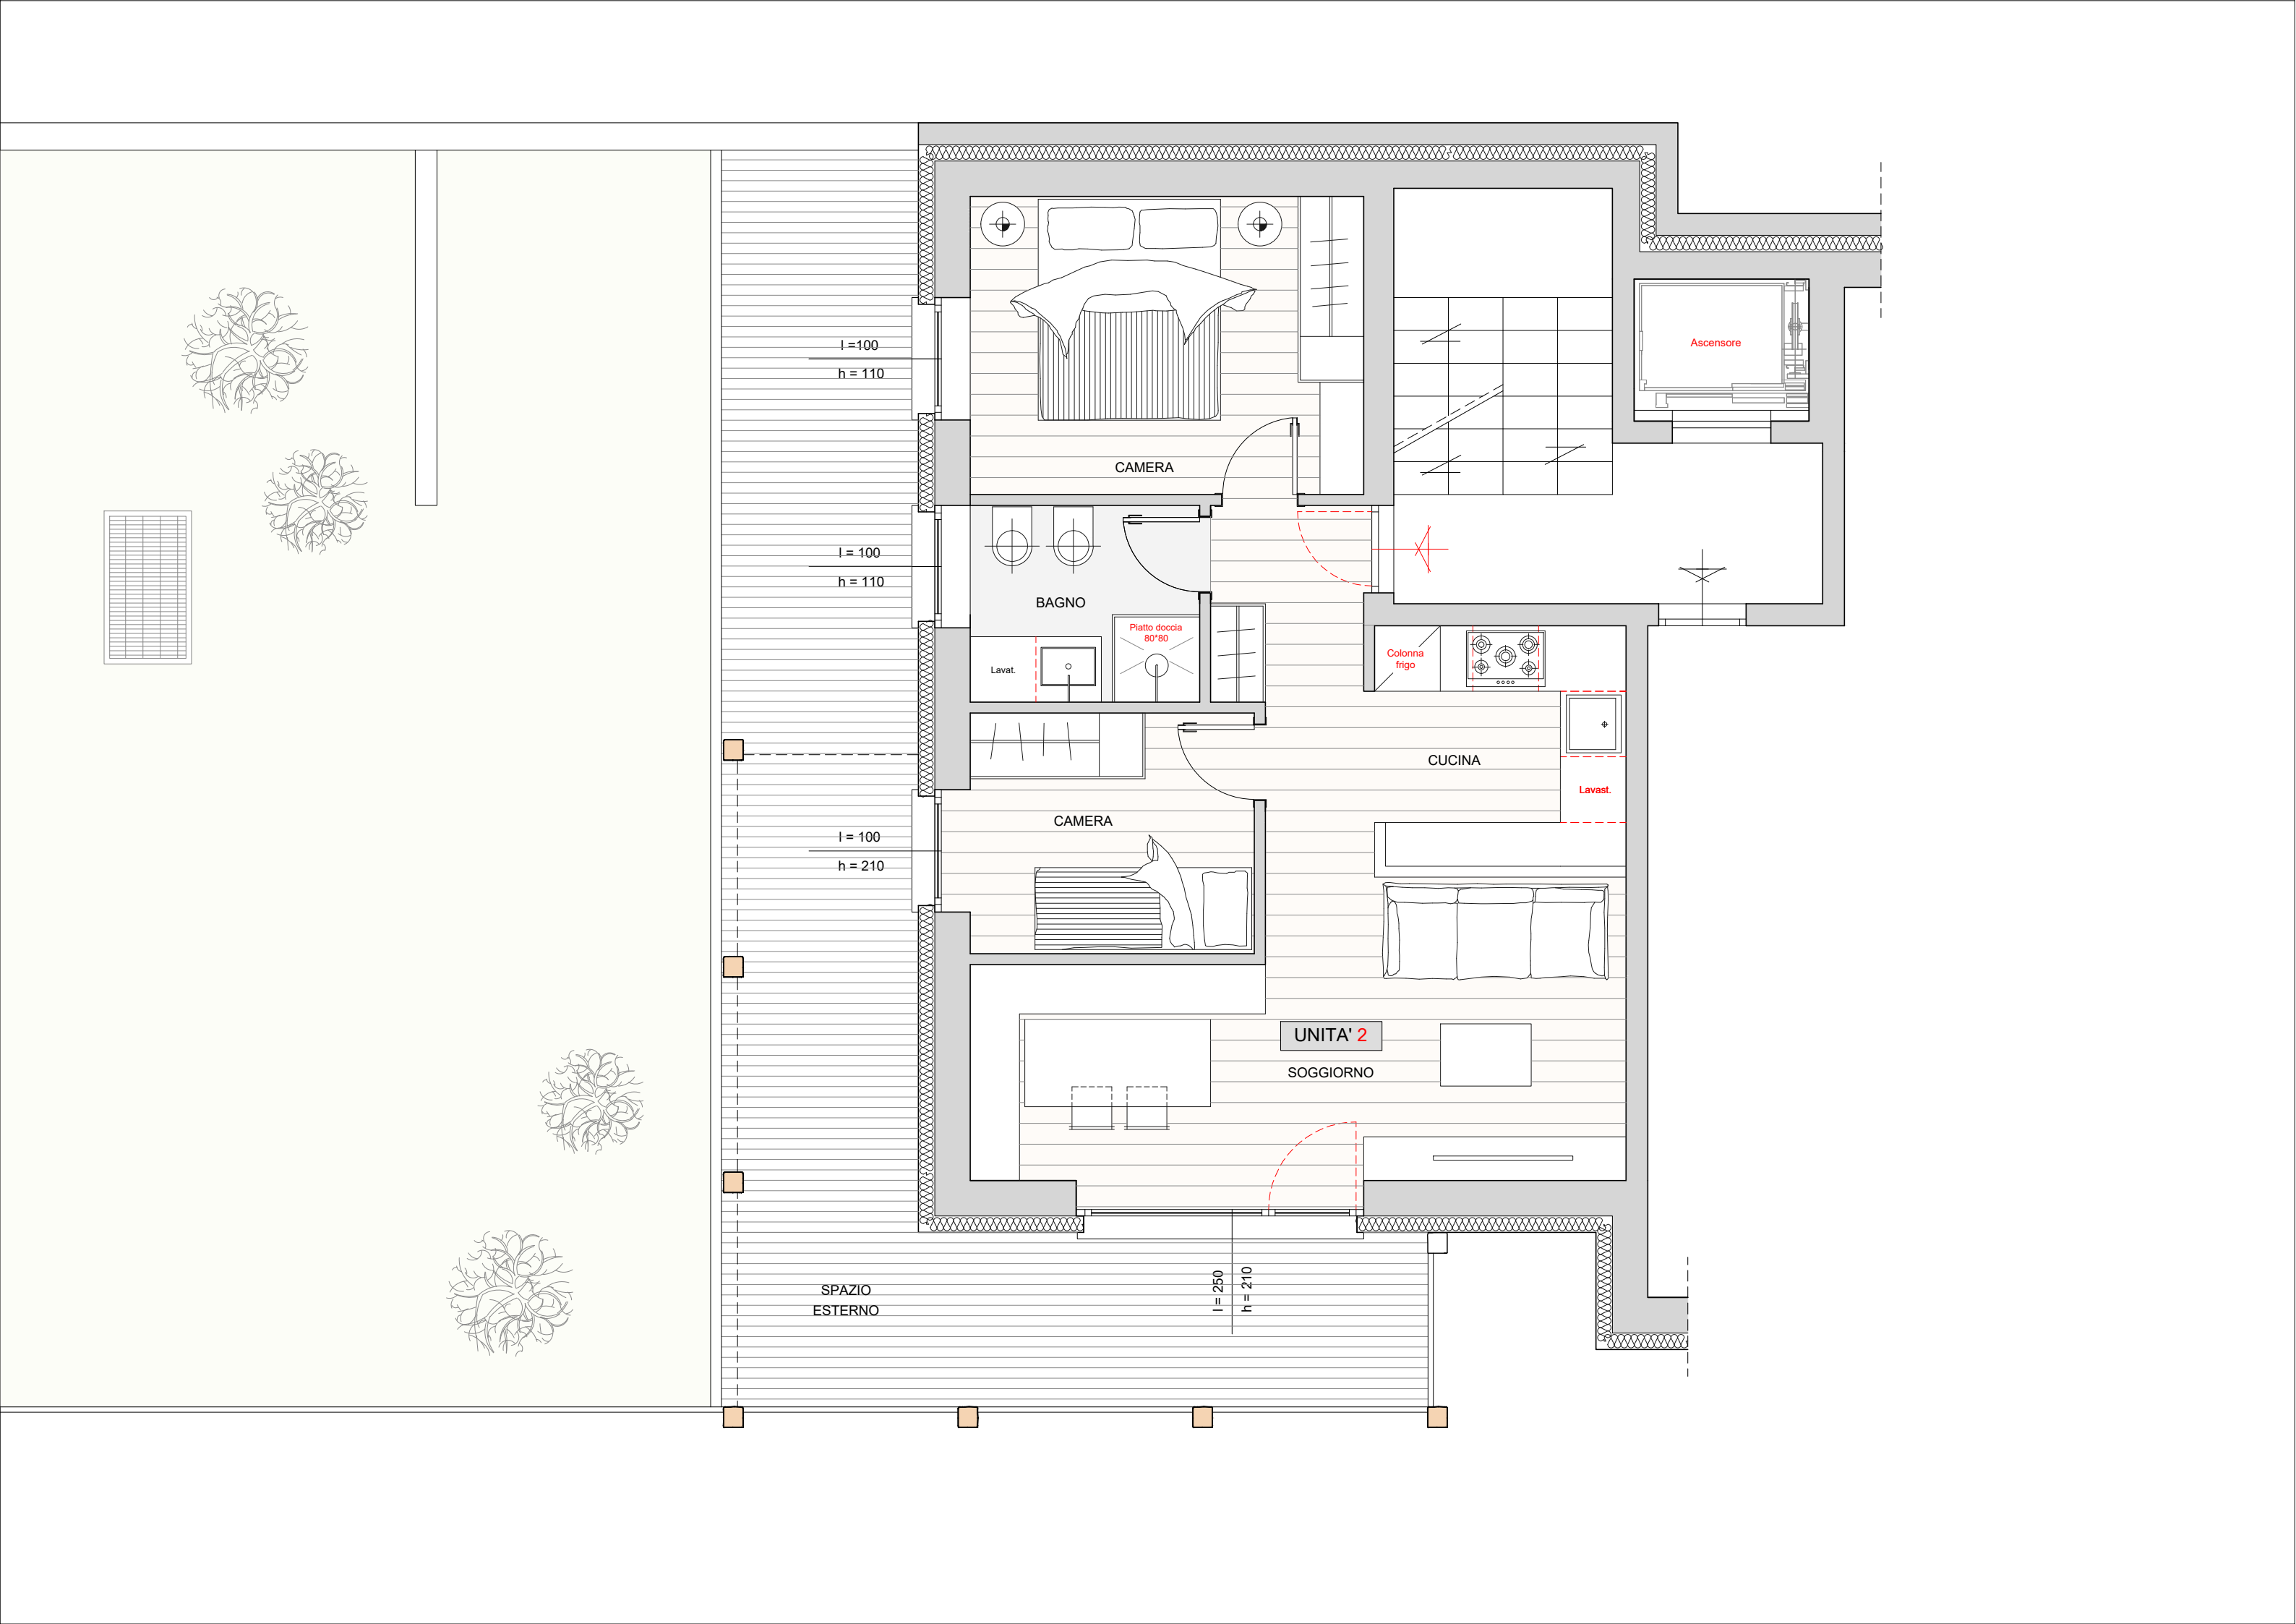 Ascensore
l =100
h = 110
CAMERA
l = 100
h = 110
BAGNO
Piatto doccia
80*80
Lavat.
Colonna
frigo
CUCINA
Lavast.
CAMERA
l = 100
h = 210
UNITA' 2
SOGGIORNO
SPAZIO
ESTERNO
l = 250
h = 210